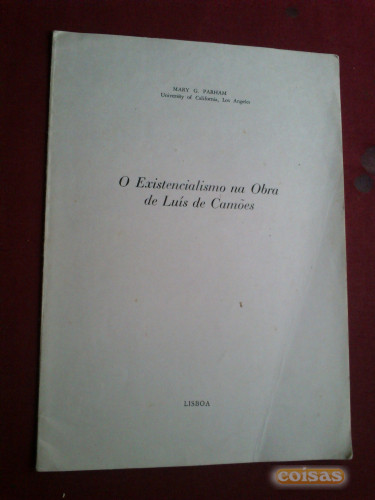 MARY G. PARHAM
University of California, Los Angeles
O Existencialismo na Obra
de Luís de Camões
LISBOA
coisas